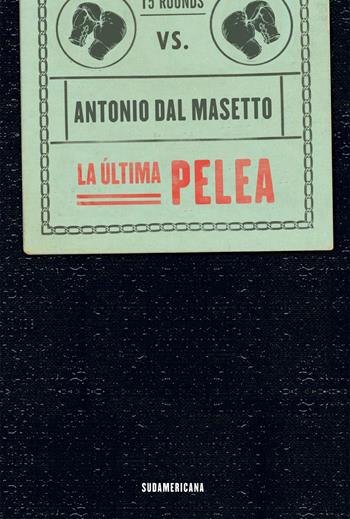 15 ROUNDS
VS.
ANTONIO DAL MASETTO
LA ÚLTIMA PELEA
SUDAMERICANA